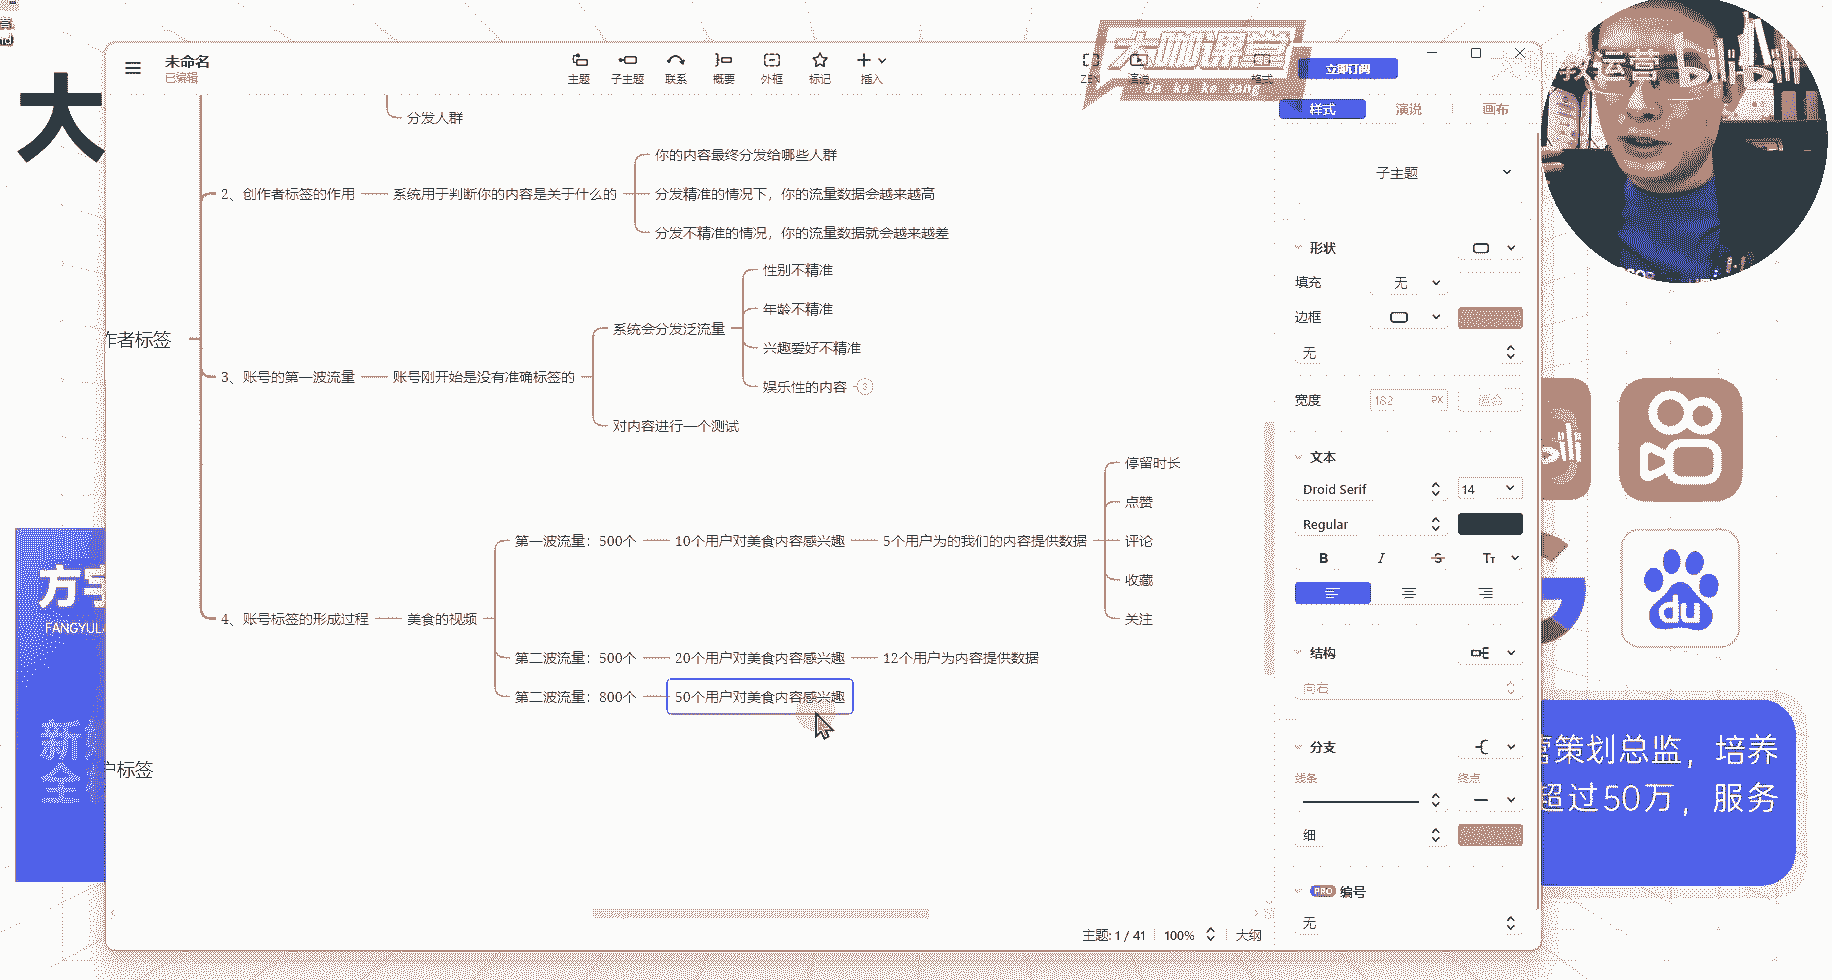 大
未命名
已编辑
主题
子主题
联系
概要
外框
标记
插入
ZEN
演说
格式
大咖课堂
da ka ke tang
立即订阅
运营
bilibili
样式
演说
画布
分发人群
2、创作者标签的作用
系统用于判断你的内容是关于什么的
你的内容最终分发给哪些人群
分发精准的情况下，你的流量数据会越来越高
分发不精准的情况，你的流量数据就会越来越差
作者标签
3、账号的第一波流量
账号刚开始是没有准确标签的
系统会分发泛流量
性别不精准
年龄不精准
兴趣爱好不精准
娱乐性的内容
3
对内容进行一个测试
4、账号标签的形成过程
美食的视频
第一波流量：500个
10个用户对美食内容感兴趣
5个用户为的我们的内容提供数据
停留时长
点赞
评论
收藏
关注
第二波流量：500个
20个用户对美食内容感兴趣
12个用户为内容提供数据
第二波流量：800个
50个用户对美食内容感兴趣
户标签
子主题
形状
填充
无
边框
无
宽度
182
PX
适合
文本
Droid Serif
14
Regular
B
I
S
Tт
结构
向右
分支
线条
终点
细
PRO
编号
无
主题: 1 / 41
100%
大纲
方宇
FANGYU
新
全
bili
du
营策划总监，培养
超过50万，服务